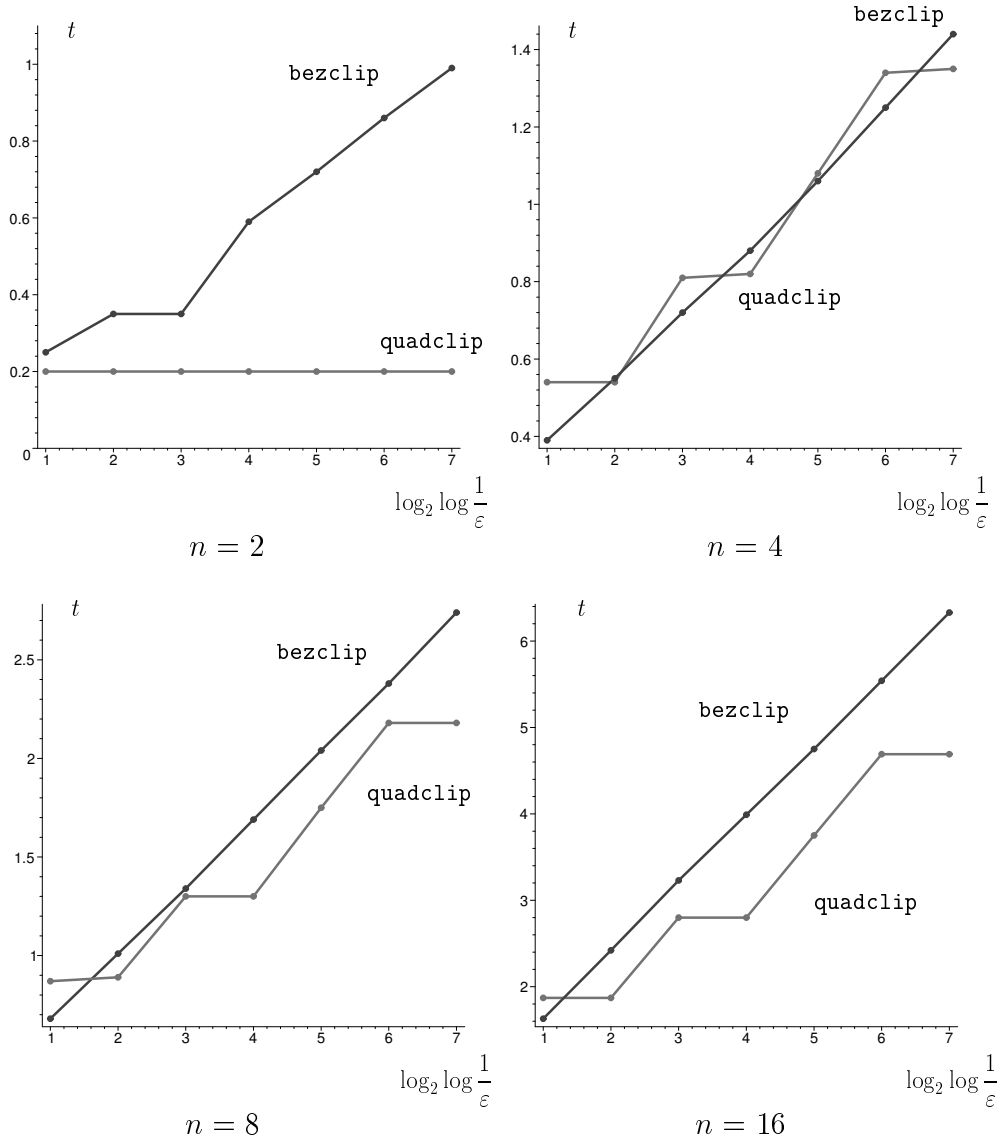 t
bezclip
1
0.8
0.6
0.4
quadclip
0.2
0
1 2 3 4 5 6 7
log₂ log 1/ε
n = 2
bezclip
t
1.4
1.2
1
0.8
quadclip
0.6
0.4
1 2 3 4 5 6 7
log₂ log 1/ε
n = 4
t
bezclip
2.5
2
quadclip
1.5
1
1 2 3 4 5 6 7
log₂ log 1/ε
n = 8
t
6
bezclip
5
4
quadclip
3
2
1 2 3 4 5 6 7
log₂ log 1/ε
n = 16